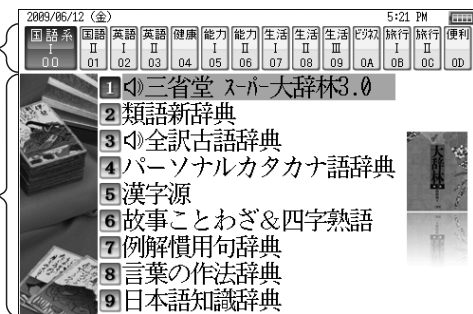 2009/06/12 (金) 5:21 PM
国語系 国語 英語 英語 健康 能力 能力 生活 生活 生活 ビジネス 旅行 旅行 便利
I II I II I II I II III I II
00 01 02 03 04 05 06 07 08 09 0A 0B 0C 0D
1 三省堂 スーパー大辞林3.0
2 類語新辞典
3 全訳古語辞典
4 パーソナルカタカナ語辞典
5 漢字源
6 故事ことわざ&四字熟語
7 例解慣用句辞典
8 言葉の作法辞典
9 日本語知識辞典
大辞林